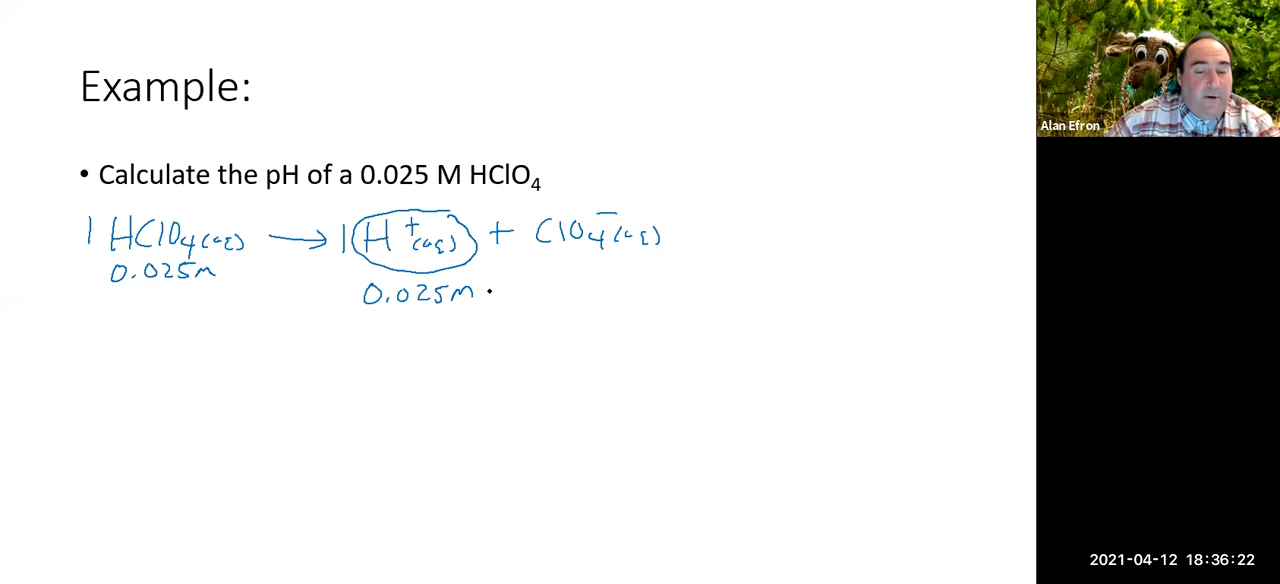 Example:
• Calculate the pH of a 0.025 M HClO₄
1 HClO₄(aq) → 1 H⁺(aq) + ClO₄⁻(aq)
0.025M 0.025M
Alan Efron
2021-04-12 18:36:22